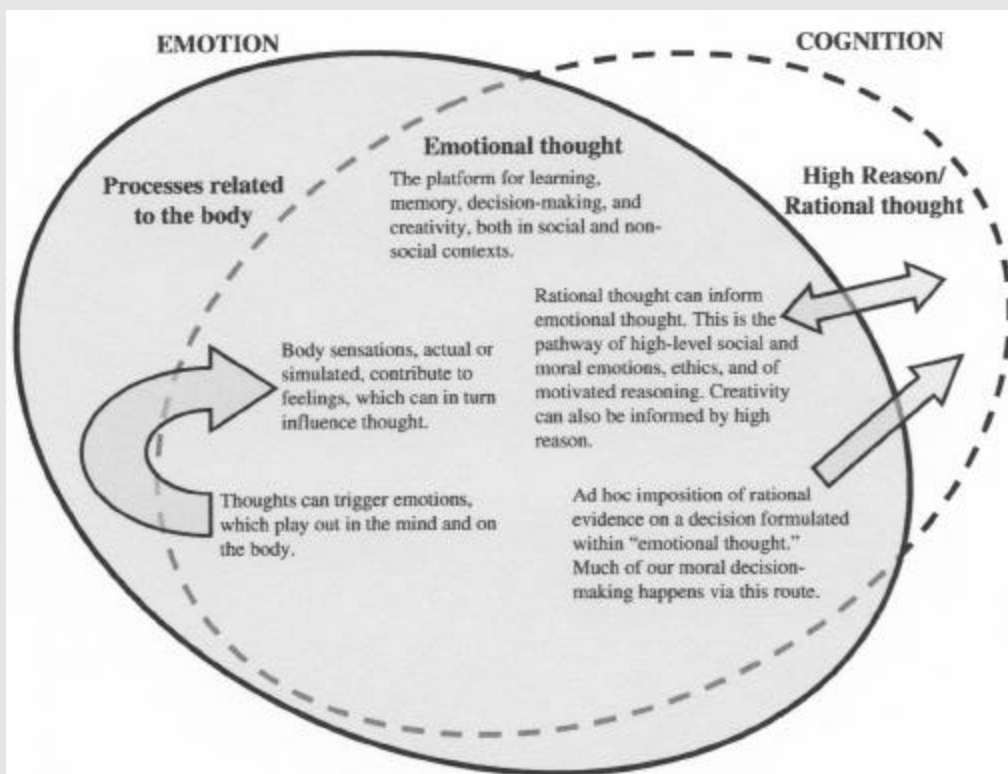 EMOTION
COGNITION
Emotional thought
The platform for learning,
memory, decision-making, and
creativity, both in social and non-
social contexts.
Processes related
to the body
High Reason/
Rational thought
Rational thought can inform
emotional thought. This is the
pathway of high-level social and
moral emotions, ethics, and of
motivated reasoning. Creativity
can also be informed by high
reason.
Body sensations, actual or
simulated, contribute to
feelings, which can in turn
influence thought.
Thoughts can trigger emotions,
which play out in the mind and on
the body.
Ad hoc imposition of rational
evidence on a decision formulated
within “emotional thought.”
Much of our moral decision-
making happens via this route.